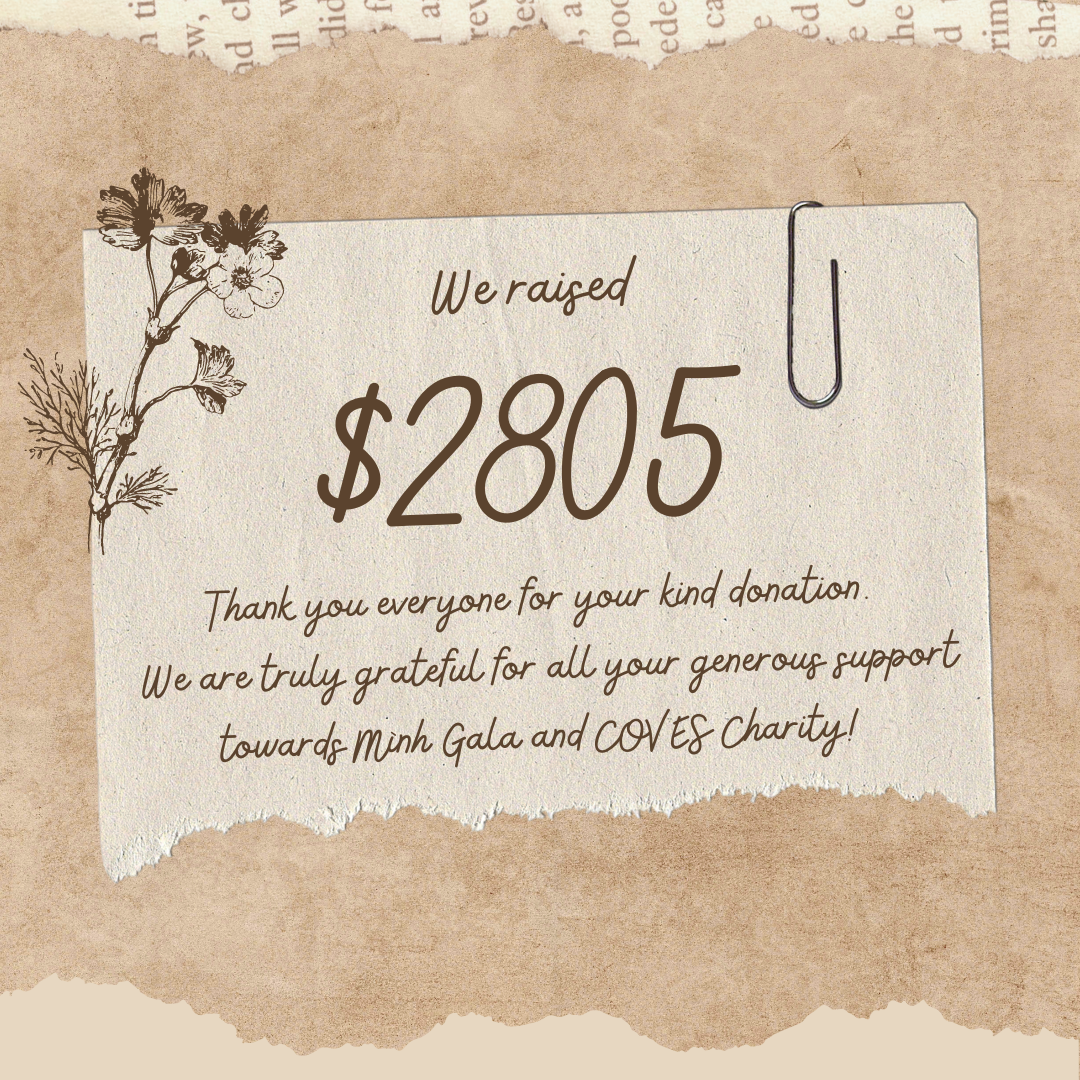 We raised
$2805
Thank you everyone for your kind donation.
We are truly grateful for all your generous support
towards Minh Gala and COVES Charity!